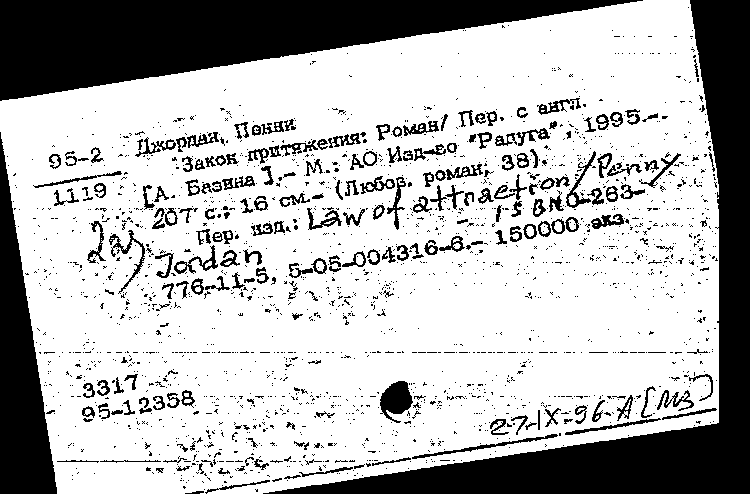 95-2
1119
2аз
Джордан, Пенни
Закон притяжения: Роман/ Пер. с англ.
[А. Базина].- М.: АО Изд-во "Радуга", 1995.-
207 с.; 16 см.- (Любов. роман; 38).
Пер. изд.: Law of attraction/Penny
Jordan - ISBN 0-263-
776-11-5, 5-05-004316-6.- 150000 экз.
3317
95-12358
27-IX-96-А